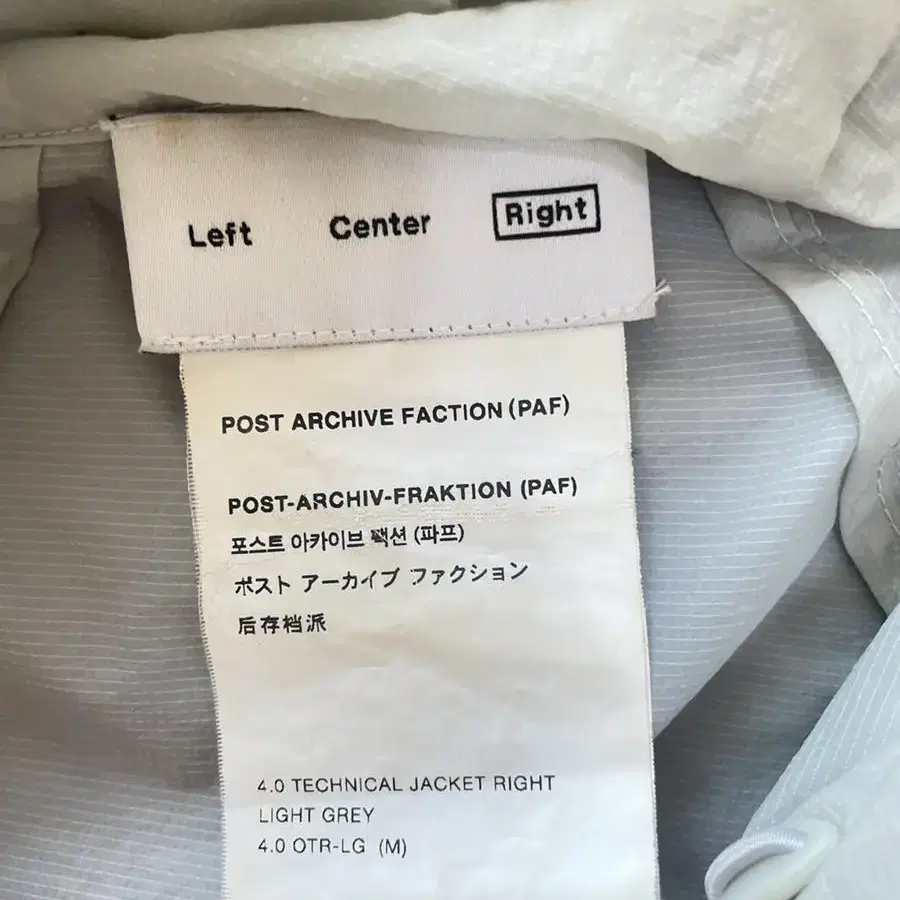 Left Center Right
POST ARCHIVE FACTION (PAF)
POST-ARCHIV-FRAKTION (PAF)
포스트 아카이브 팩션 (파프)
ポスト アーカイブ ファクション
后存档派
4.0 TECHNICAL JACKET RIGHT
LIGHT GREY
4.0 OTR-LG (M)